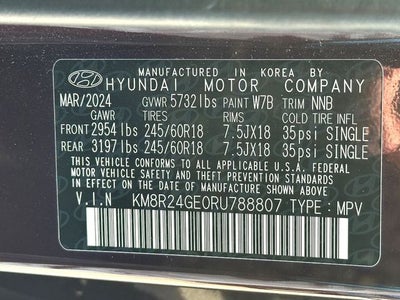 MANUFACTURED IN KOREA BY
HYUNDAI MOTOR COMPANY
MAR/2024 GVWR 5732lbs PAINT W7B TRIM NNB
GAWR TIRES RIMS COLD TIRE INFL
FRONT 2954lbs 245/60R18 7.5JX18 35psi SINGLE
REAR 3197lbs 245/60R18 7.5JX18 35psi SINGLE
THIS VEHICLE CONFORMS TO ALL APPLICABLE U.S.A. FEDERAL
MOTOR VEHICLE SAFETY, BUMPER, AND THEFT PREVENTION STANDARDS
IN EFFECT ON THE DATE OF MANUFACTURE SHOWN ABOVE.
V.I.N KM8R24GE0RU788807 TYPE : MPV